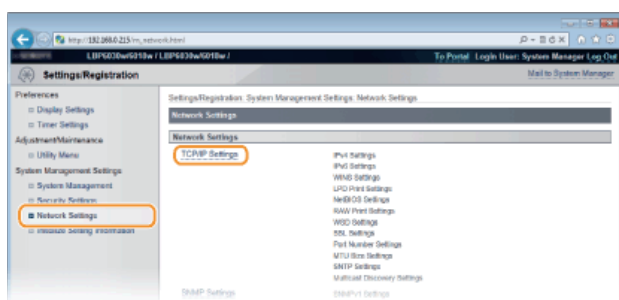 http://192.168.0.215/m_network.html
LBP6030w/6018w / LBP6030w/6018w /
To Portal Login User: System Manager Log Out
Settings/Registration
Mail to System Manager
Preferences
Display Settings
Timer Settings
Adjustment/Maintenance
Utility Menu
System Management Settings
System Management
Security Settings
Network Settings
Initialize Setting Information
Settings/Registration: System Management Settings: Network Settings
Network Settings
Network Settings
TCP/IP Settings
IPv4 Settings
IPv6 Settings
WINS Settings
LPD Print Settings
NetBIOS Settings
RAW Print Settings
WSD Settings
SSL Settings
Port Number Settings
MTU Size Settings
SNTP Settings
Multicast Discovery Settings
SNMP Settings
SNMPv1 Settings